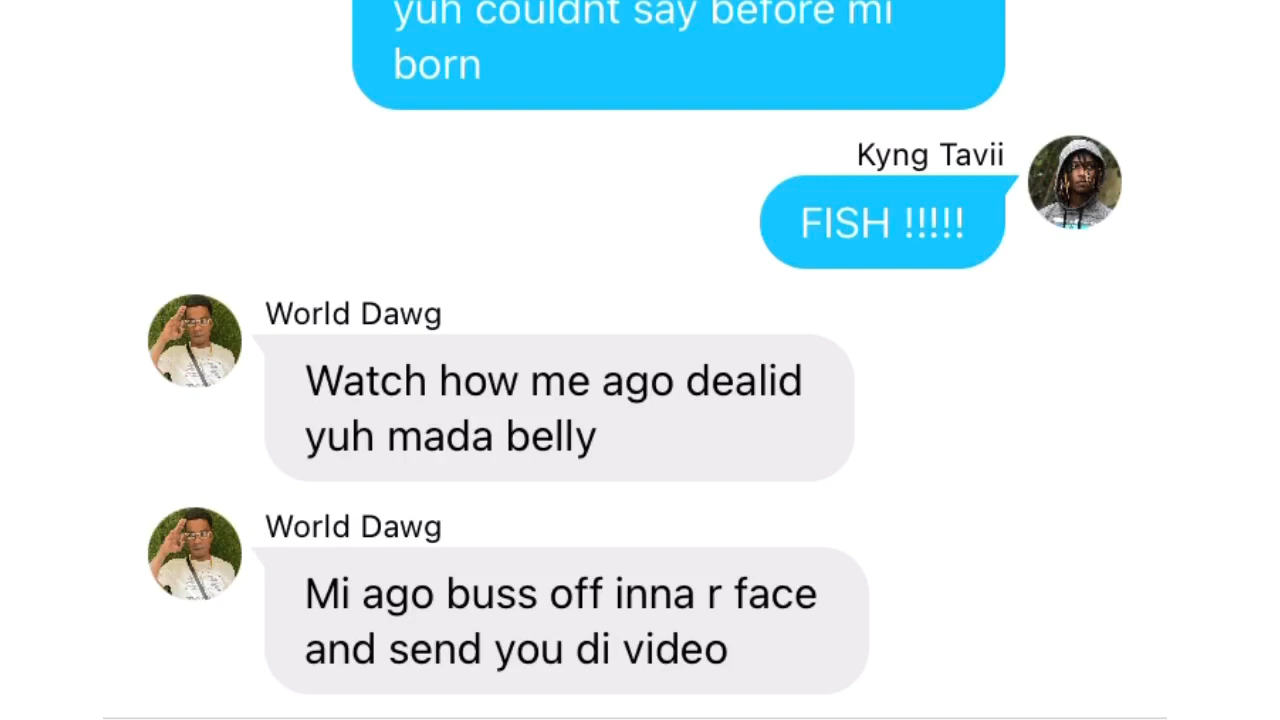 yuh couldnt say before mi
born
Kyng Tavii
FISH !!!!!
World Dawg
Watch how me ago dealid
yuh mada belly
World Dawg
Mi ago buss off inna r face
and send you di video